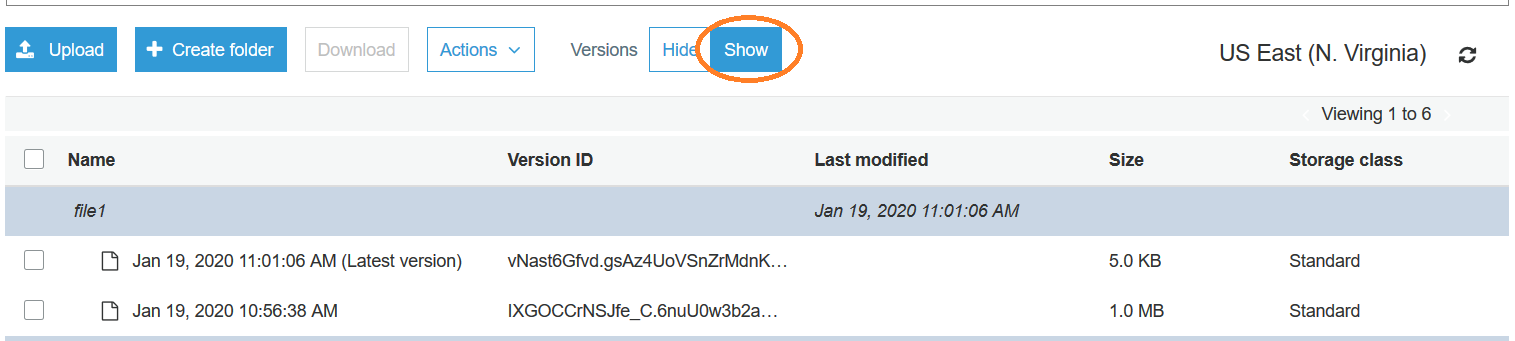 Upload Create folder Download Actions Versions Hide Show US East (N. Virginia)
Viewing 1 to 6
Name Version ID Last modified Size Storage class
file1 Jan 19, 2020 11:01:06 AM
Jan 19, 2020 11:01:06 AM (Latest version) vNast6Gfvd.gsAz4UoVSnZrMdnK… 5.0 KB Standard
Jan 19, 2020 10:56:38 AM IXGOCCrNSJfe_C.6nuU0w3b2a… 1.0 MB Standard